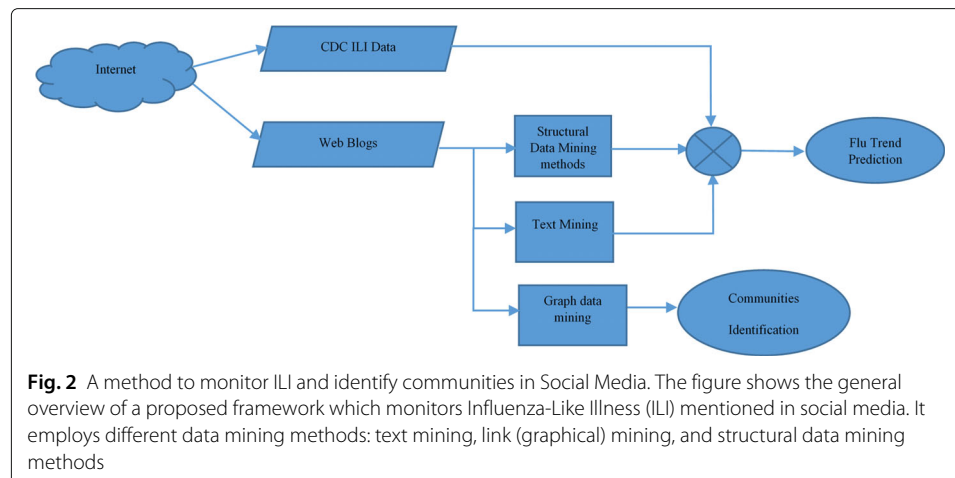 CDC ILI Data
Internet
Web Blogs
Structural
Data Mining
methods
Flu Trend
Prediction
Text Mining
Graph data
mining
Communities
Identification
Fig. 2 A method to monitor ILI and identify communities in Social Media. The figure shows the general
overview of a proposed framework which monitors Influenza-Like Illness (ILI) mentioned in social media. It
employs different data mining methods: text mining, link (graphical) mining, and structural data mining
methods